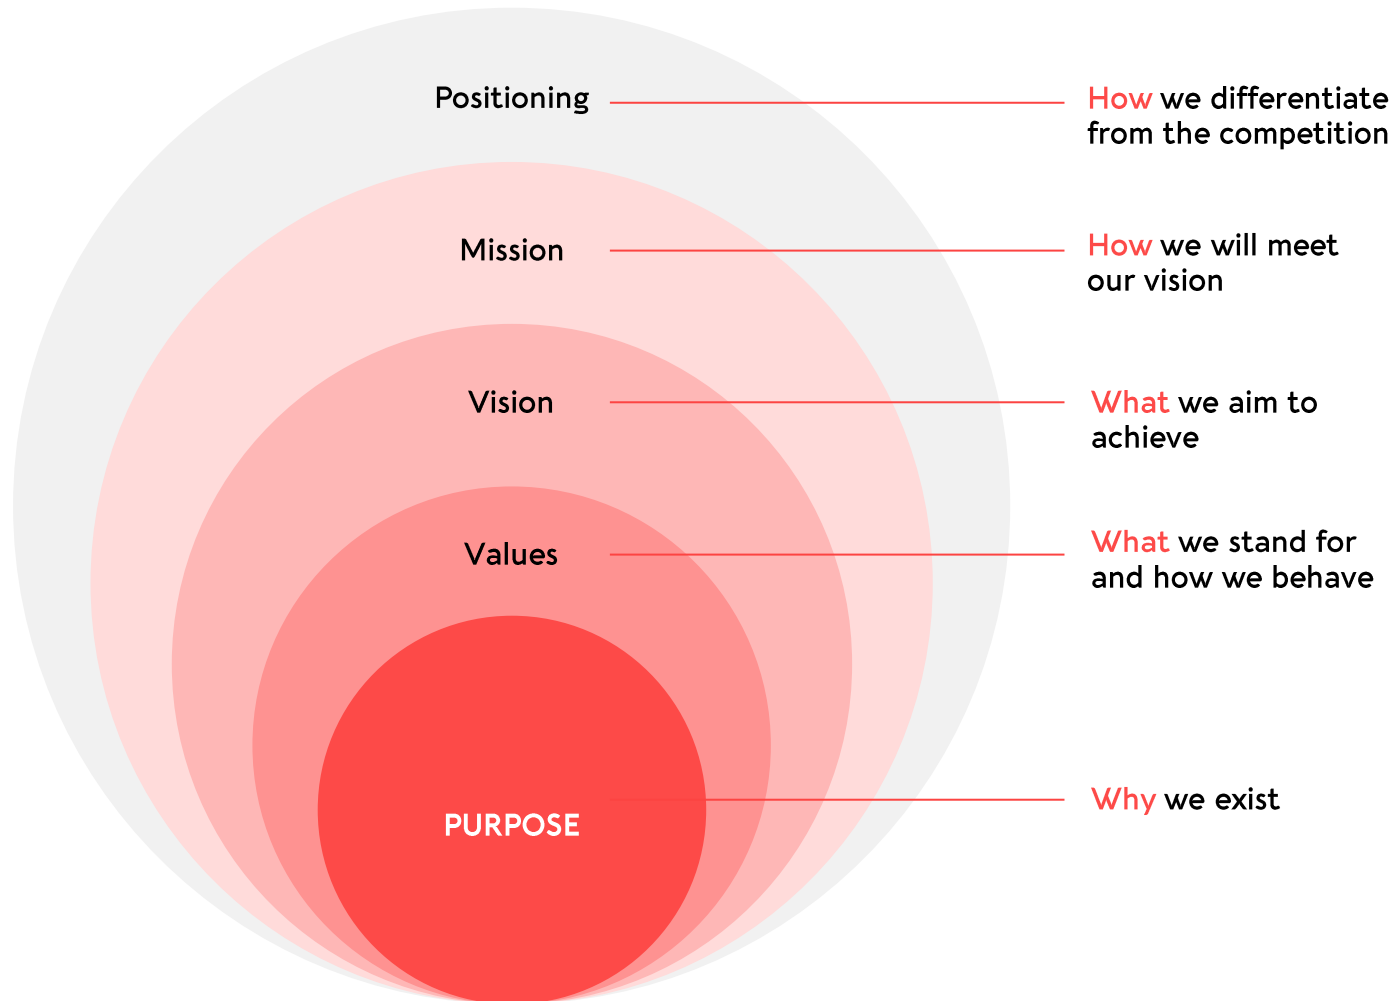 Positioning
How we differentiate
from the competition
Mission
How we will meet
our vision
Vision
What we aim to
achieve
Values
What we stand for
and how we behave
PURPOSE
Why we exist